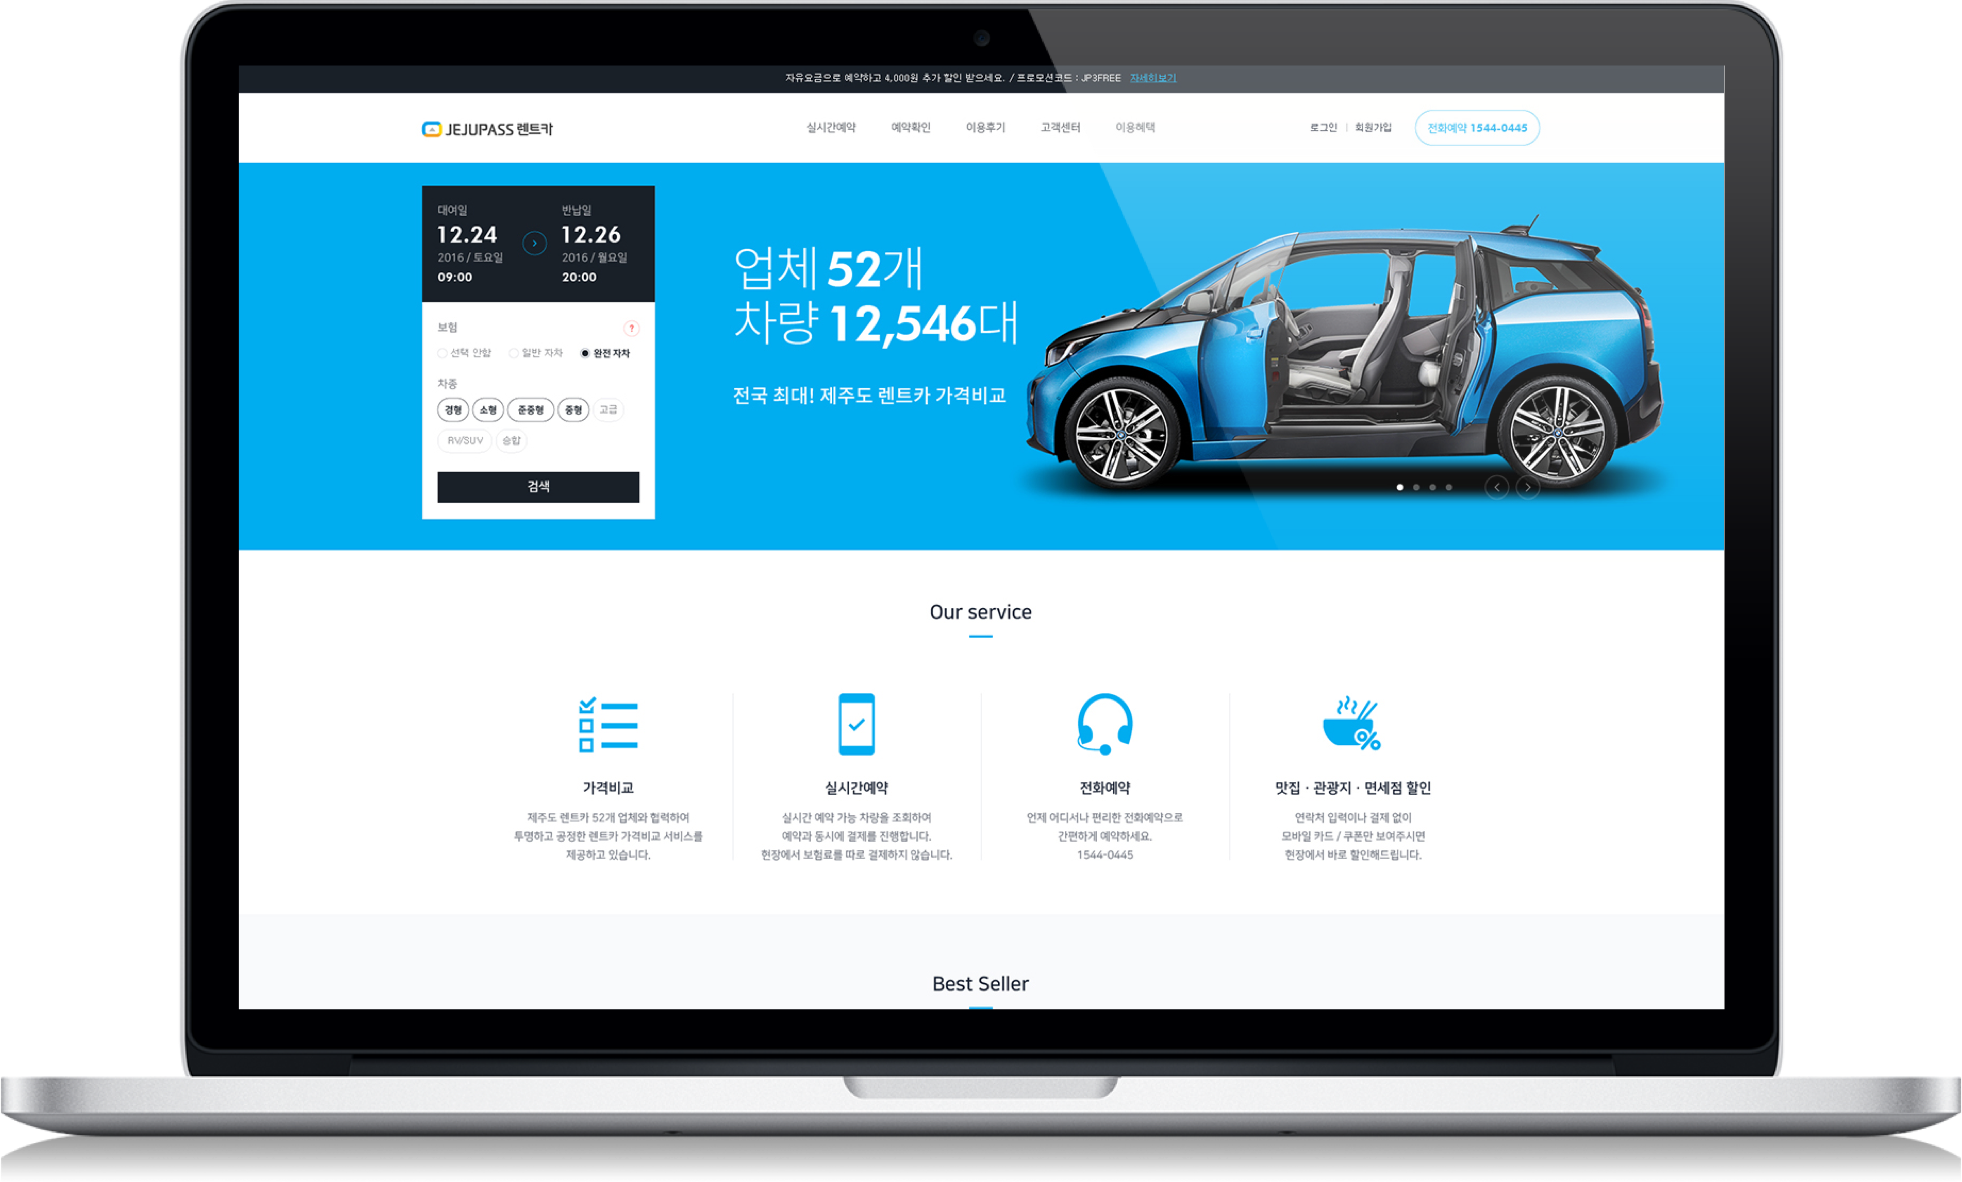 자유요금으로 예약하고 4,000원 추가 할인 받으세요. / 프로모션코드 : JP3FREE 자세히보기
JEJUPASS 렌트카
실시간예약 예약확인 이용후기 고객센터 이용혜택
로그인 | 회원가입
전화예약 1544-0445
대여일 반납일
12.24 > 12.26
2016 / 토요일 2016 / 월요일
09:00 20:00
보험 ?
선택 안함 일반 자차 완전 자차
차종
경형 소형 준중형 중형 고급
RV/SUV 승합
검색
업체 52개
차량 12,546대
전국 최대! 제주도 렌트카 가격비교
Our service
가격비교
제주도 렌트카 52개 업체와 협력하여
투명하고 공정한 렌트카 가격비교 서비스를
제공하고 있습니다.
실시간예약
실시간 예약 가능 차량을 조회하여
예약과 동시에 결제를 진행합니다.
현장에서 보험료를 따로 결제하지 않습니다.
전화예약
언제 어디서나 편리한 전화예약으로
간편하게 예약하세요.
1544-0445
맛집 · 관광지 · 면세점 할인
연락처 입력이나 결제 없이
모바일 카드 / 쿠폰만 보여주시면
현장에서 바로 할인해드립니다.
Best Seller